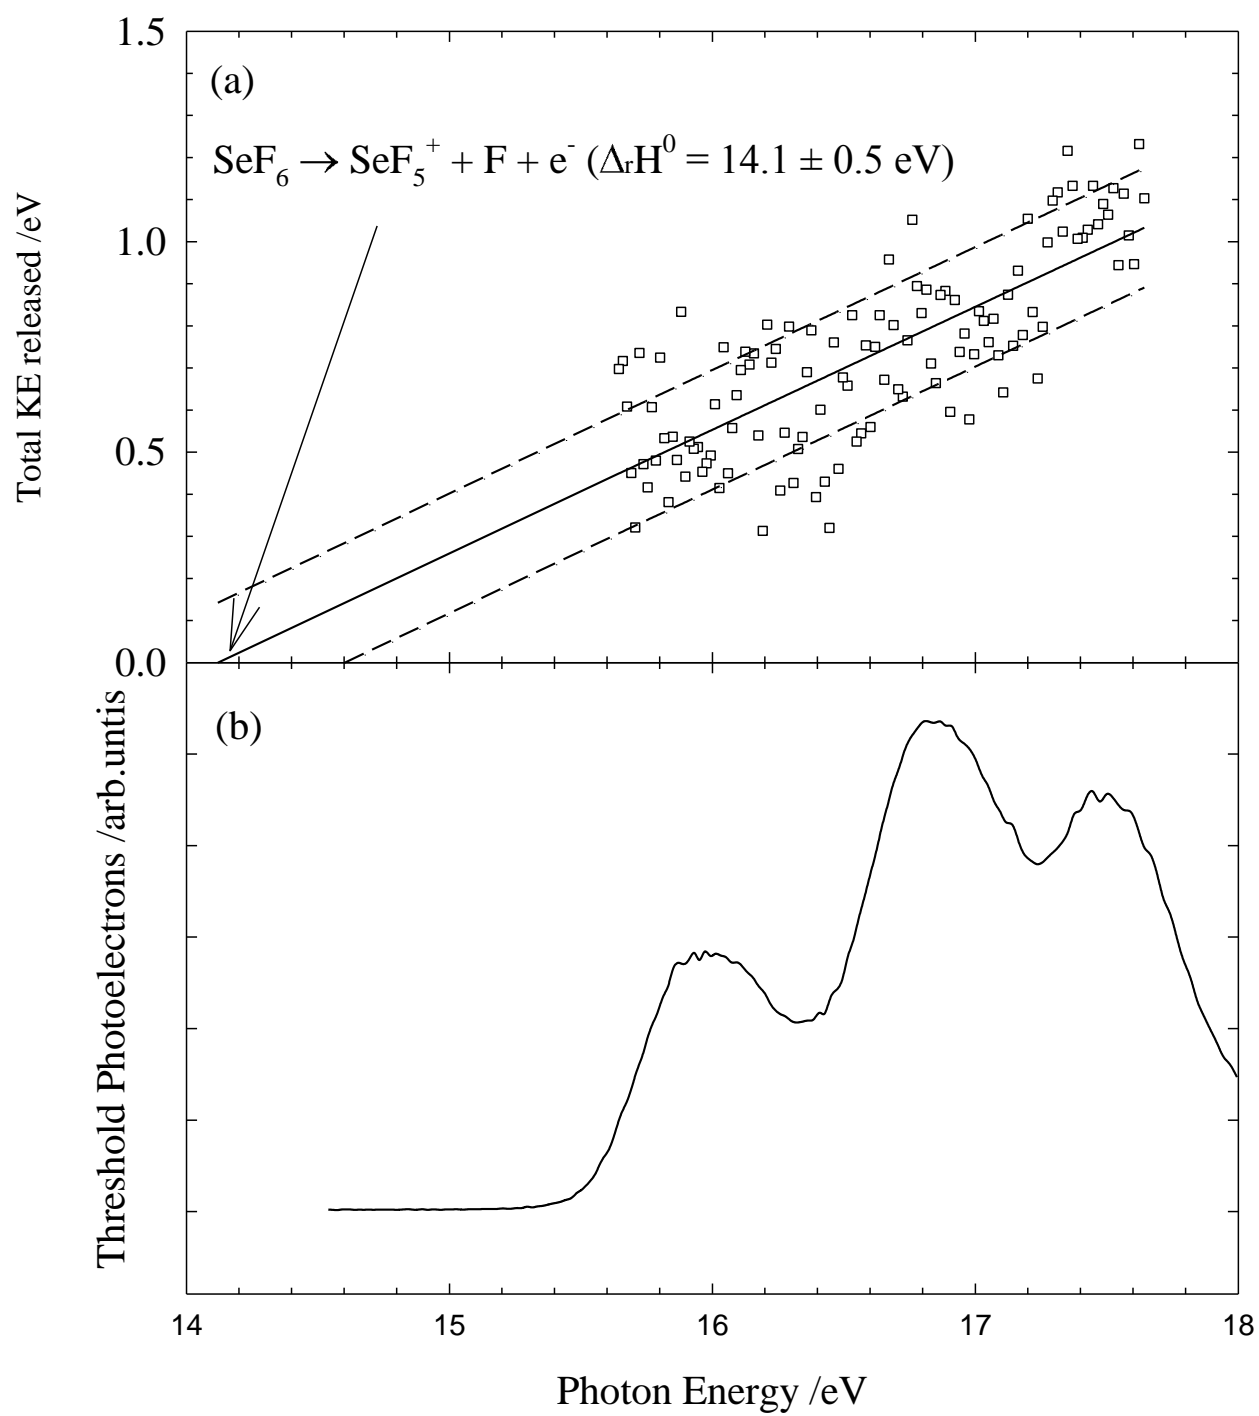 1.5
(a)
SeF₆ → SeF₅⁺ + F + e⁻ (ΔrH⁰ = 14.1 ± 0.5 eV)
Total KE released /eV
1.0
0.5
0.0
(b)
Threshold Photoelectrons /arb.untis
14 15 16 17 18
Photon Energy /eV